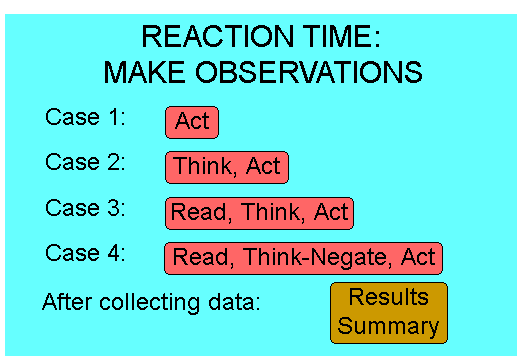 REACTION TIME:
MAKE OBSERVATIONS
Case 1: Act
Case 2: Think, Act
Case 3: Read, Think, Act
Case 4: Read, Think-Negate, Act
After collecting data: Results
Summary